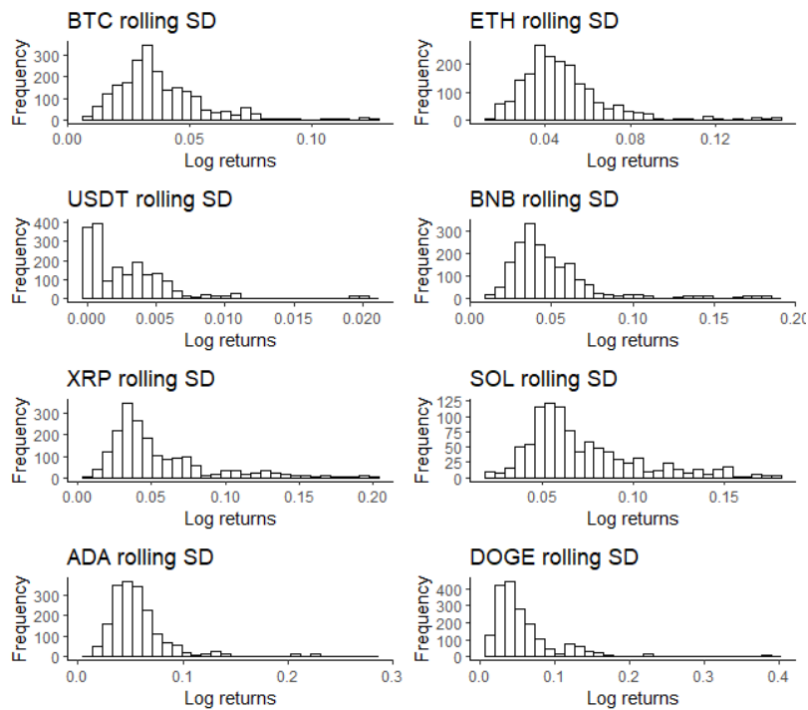 BTC rolling SD
Frequency
300
200
100
0
0.00
0.05
0.10
Log returns
ETH rolling SD
Frequency
200
100
0
0.04
0.08
0.12
Log returns
USDT rolling SD
Frequency
400
300
200
100
0
0.000
0.005
0.010
0.015
0.020
Log returns
BNB rolling SD
Frequency
300
200
100
0
0.00
0.05
0.10
0.15
0.20
Log returns
XRP rolling SD
Frequency
300
200
100
0
0.00
0.05
0.10
0.15
0.20
Log returns
SOL rolling SD
Frequency
125
100
75
50
25
0
0.05
0.10
0.15
Log returns
ADA rolling SD
Frequency
300
200
100
0
0.0
0.1
0.2
0.3
Log returns
DOGE rolling SD
Frequency
400
300
200
100
0
0.0
0.1
0.2
0.3
0.4
Log returns